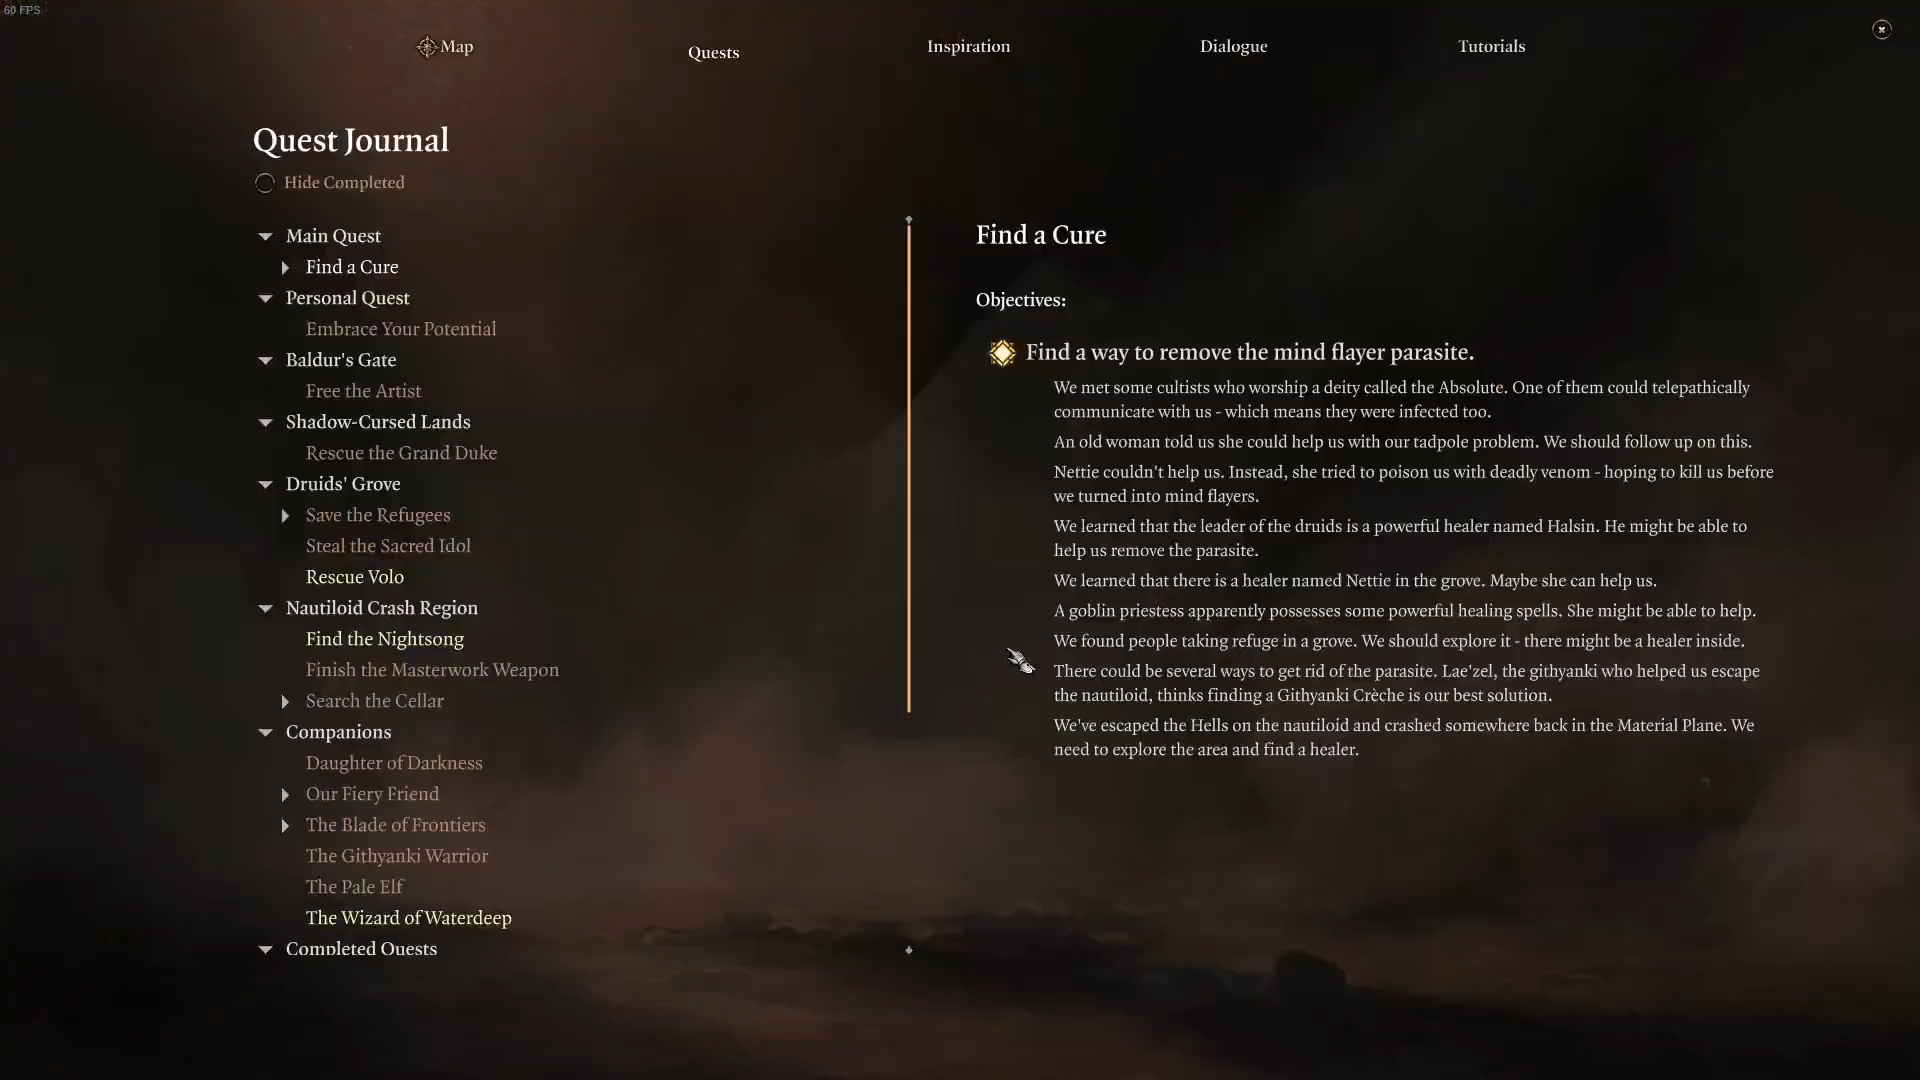 60 FPS
Map
Quests
Inspiration
Dialogue
Tutorials
Quest Journal
Hide Completed
Main Quest
Find a Cure
Personal Quest
Embrace Your Potential
Baldur's Gate
Free the Artist
Shadow-Cursed Lands
Rescue the Grand Duke
Druids' Grove
Save the Refugees
Steal the Sacred Idol
Rescue Volo
Nautiloid Crash Region
Find the Nightsong
Finish the Masterwork Weapon
Search the Cellar
Companions
Daughter of Darkness
Our Fiery Friend
The Blade of Frontiers
The Githyanki Warrior
The Pale Elf
The Wizard of Waterdeep
Completed Quests
Find a Cure
Objectives:
Find a way to remove the mind flayer parasite.
We met some cultists who worship a deity called the Absolute. One of them could telepathically
communicate with us - which means they were infected too.
An old woman told us she could help us with our tadpole problem. We should follow up on this.
Nettie couldn't help us. Instead, she tried to poison us with deadly venom - hoping to kill us before
we turned into mind flayers.
We learned that the leader of the druids is a powerful healer named Halsin. He might be able to
help us remove the parasite.
We learned that there is a healer named Nettie in the grove. Maybe she can help us.
A goblin priestess apparently possesses some powerful healing spells. She might be able to help.
We found people taking refuge in a grove. We should explore it - there might be a healer inside.
There could be several ways to get rid of the parasite. Lae'zel, the githyanki who helped us escape
the nautiloid, thinks finding a Githyanki Crèche is our best solution.
We've escaped the Hells on the nautiloid and crashed somewhere back in the Material Plane. We
need to explore the area and find a healer.